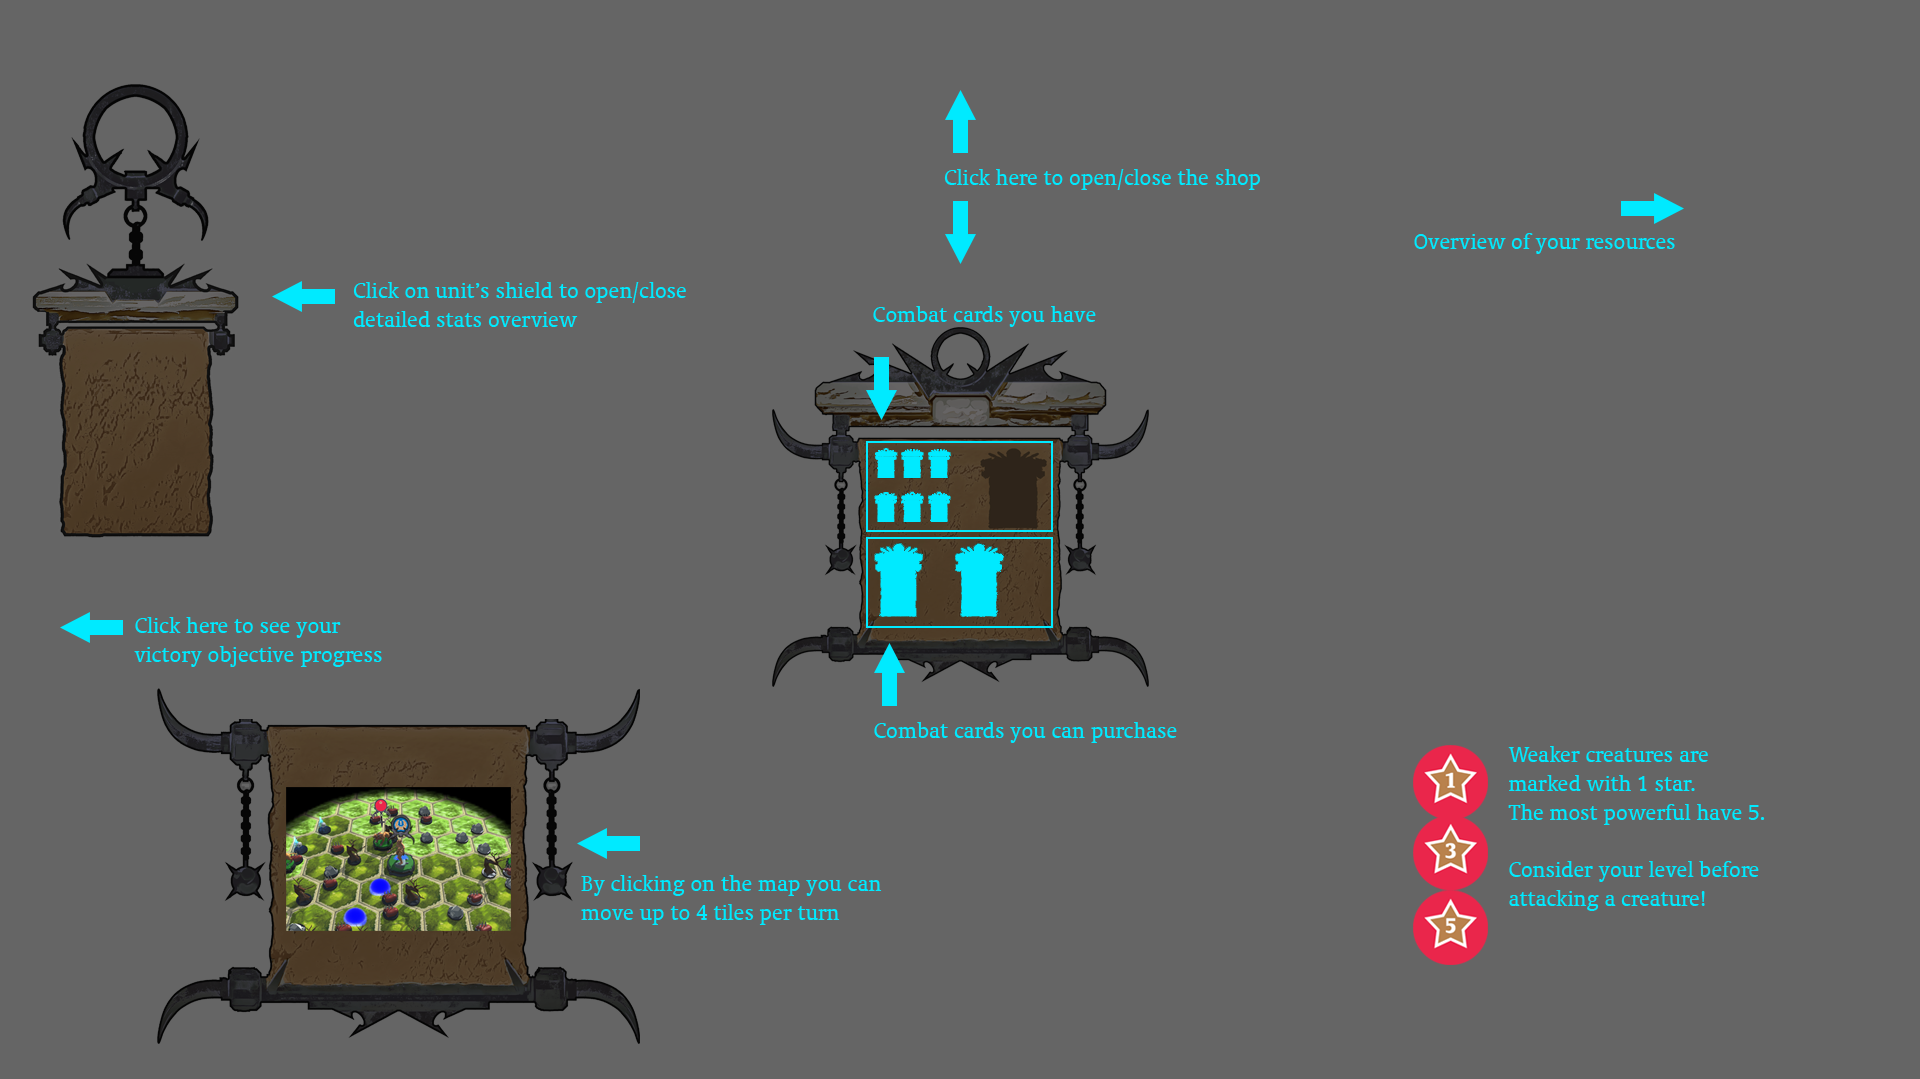 Click here to open/close the shop
Overview of your resources
Click on unit's shield to open/close
detailed stats overview
Combat cards you have
Click here to see your
victory objective progress
Combat cards you can purchase
By clicking on the map you can
move up to 4 tiles per turn
1
3
5
Weaker creatures are
marked with 1 star.
The most powerful have 5.
Consider your level before
attacking a creature!